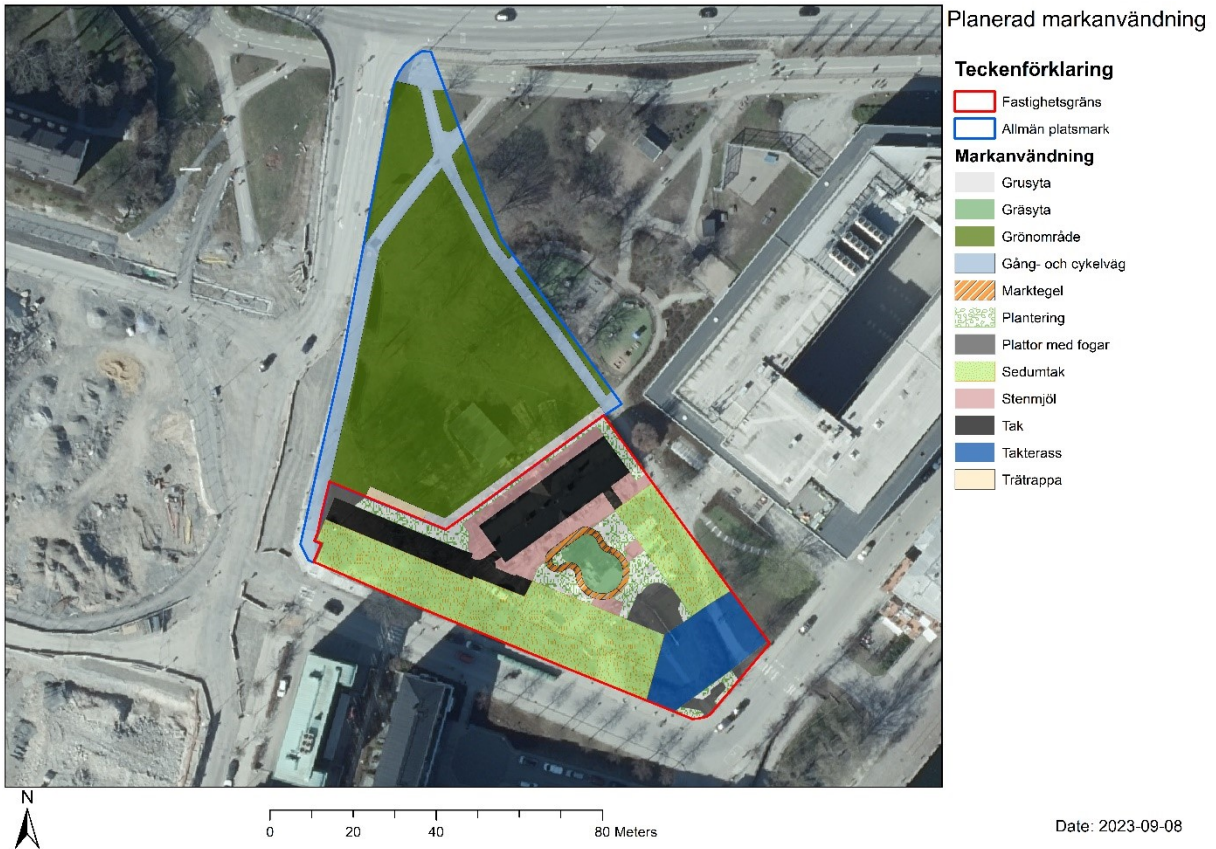 Planerad markanvändning
Teckenförklaring
Fastighetsgräns
Allmän platsmark
Markanvändning
Grusyta
Gräsyta
Grönområde
Gång- och cykelväg
Marktegel
Plantering
Plattor med fogar
Sedumtak
Stenmjöl
Tak
Takterass
Trätrappa
N
0 20 40 80 Meters
Date: 2023-09-08